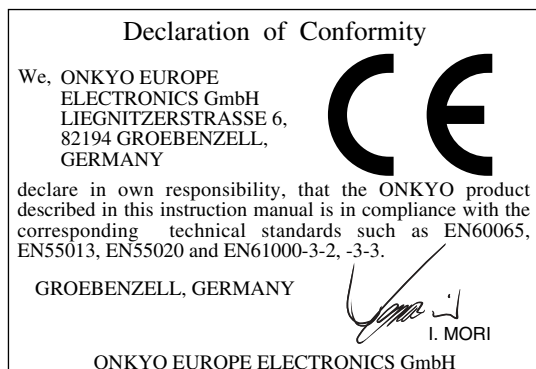 Declaration of Conformity
We, ONKYO EUROPE
ELECTRONICS GmbH
LIEGNITZERSTRASSE 6,
82194 GROEBENZELL,
GERMANY
CE
declare in own responsibility, that the ONKYO product
described in this instruction manual is in compliance with the
corresponding technical standards such as EN60065,
EN55013, EN55020 and EN61000-3-2, -3-3.
GROEBENZELL, GERMANY
I. MORI
ONKYO EUROPE ELECTRONICS GmbH